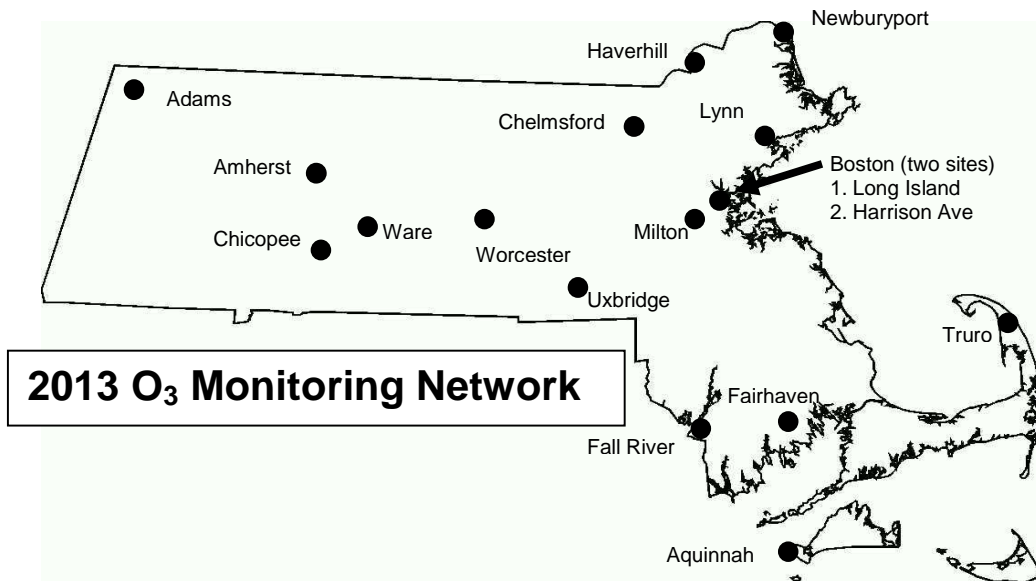 Newburyport
Haverhill
Adams
Chelmsford
Lynn
Amherst
Boston (two sites)
1. Long Island
2. Harrison Ave
Ware
Milton
Chicopee
Worcester
Uxbridge
Truro
2013 O₃ Monitoring Network
Fairhaven
Fall River
Aquinnah